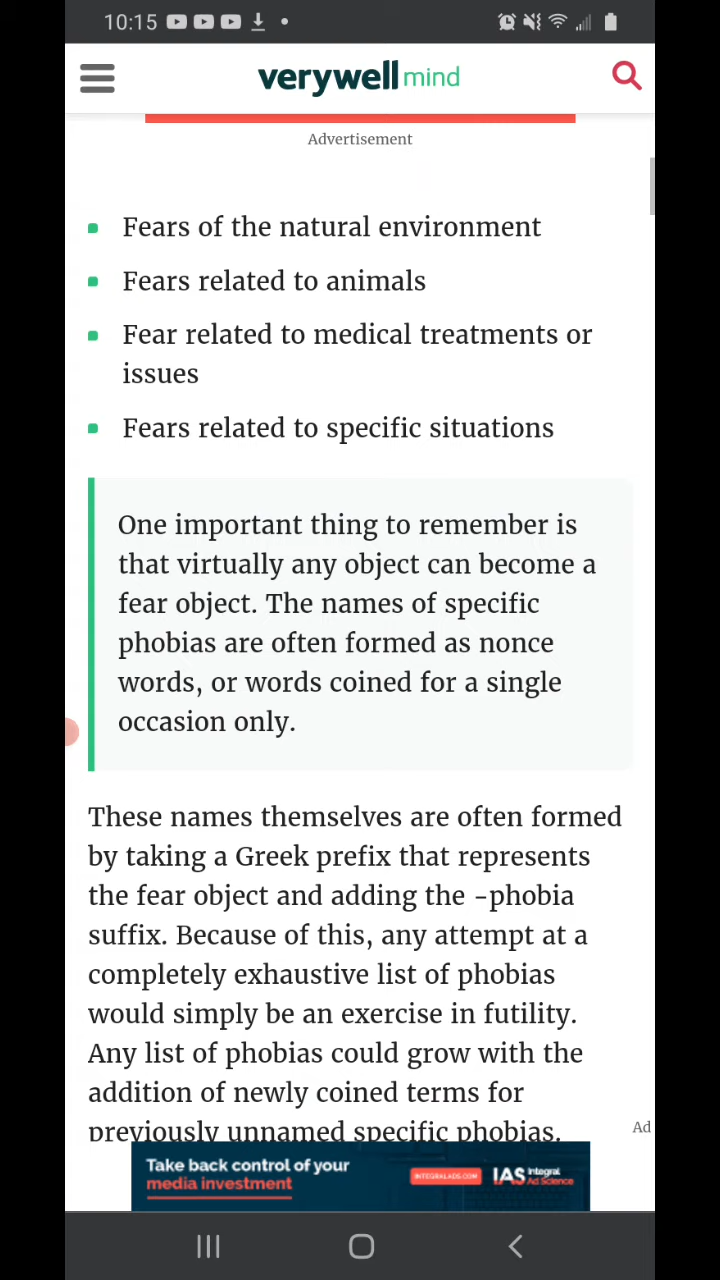 10:15
verywell mind
Advertisement
Fears of the natural environment
Fears related to animals
Fear related to medical treatments or
issues
Fears related to specific situations
One important thing to remember is
that virtually any object can become a
fear object. The names of specific
phobias are often formed as nonce
words, or words coined for a single
occasion only.
These names themselves are often formed
by taking a Greek prefix that represents
the fear object and adding the -phobia
suffix. Because of this, any attempt at a
completely exhaustive list of phobias
would simply be an exercise in futility.
Any list of phobias could grow with the
addition of newly coined terms for
previously unnamed specific phobias.
Ad
Take back control of your
media investment
INTEGRALADS.COM
IAS Integral
Ad Science